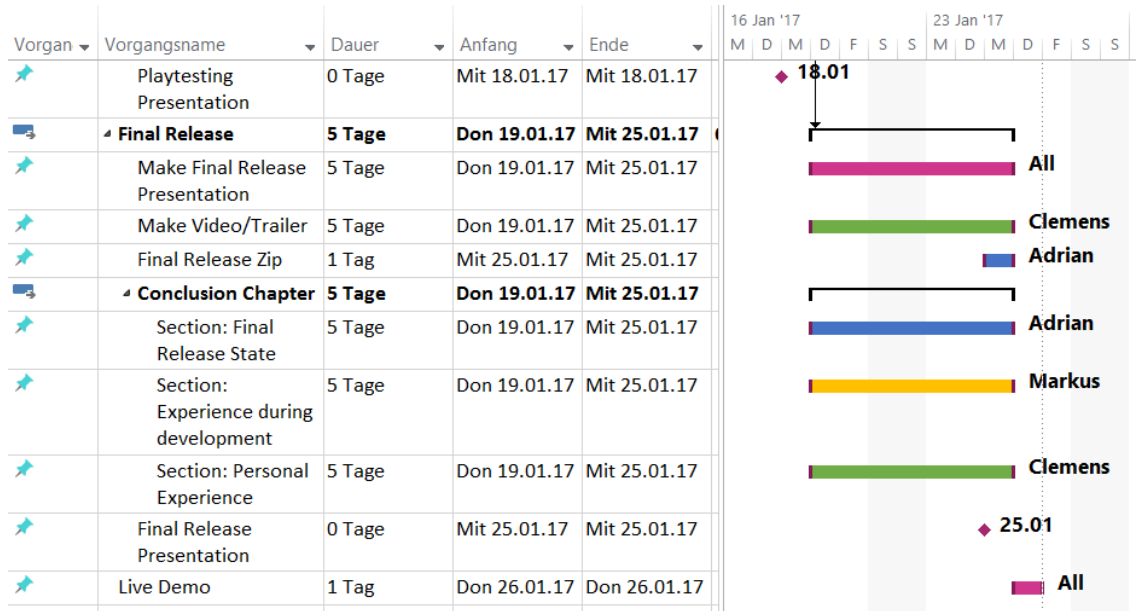 16 Jan '17 23 Jan '17
Vorgan Vorgangsname Dauer Anfang Ende M D M D F S S M D M D F S S
Playtesting 0 Tage Mit 18.01.17 Mit 18.01.17 18.01
Presentation
Final Release 5 Tage Don 19.01.17 Mit 25.01.17
Make Final Release 5 Tage Don 19.01.17 Mit 25.01.17 All
Presentation
Make Video/Trailer 5 Tage Don 19.01.17 Mit 25.01.17 Clemens
Final Release Zip 1 Tag Mit 25.01.17 Mit 25.01.17 Adrian
Conclusion Chapter 5 Tage Don 19.01.17 Mit 25.01.17
Section: Final 5 Tage Don 19.01.17 Mit 25.01.17 Adrian
Release State
Section: 5 Tage Don 19.01.17 Mit 25.01.17 Markus
Experience during
development
Section: Personal 5 Tage Don 19.01.17 Mit 25.01.17 Clemens
Experience
Final Release 0 Tage Mit 25.01.17 Mit 25.01.17 25.01
Presentation
Live Demo 1 Tag Don 26.01.17 Don 26.01.17 All